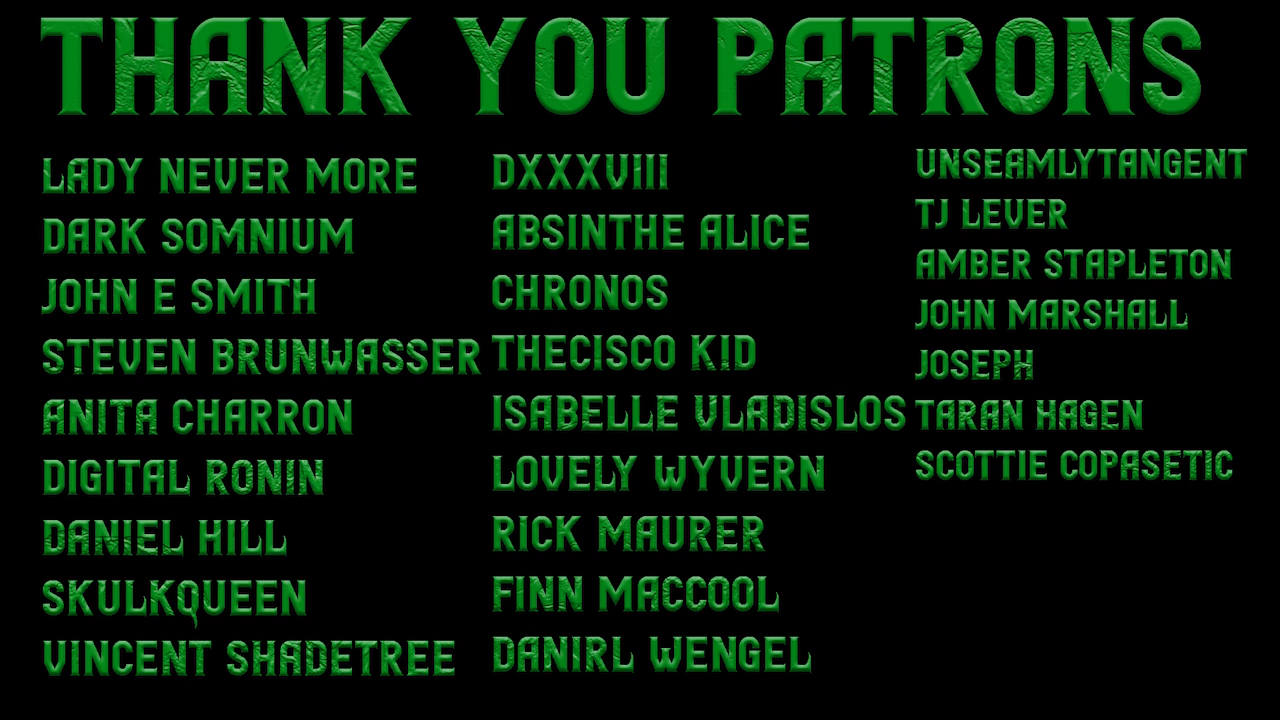 THANK YOU PATRONS
LADY NEVER MORE
DARK SOMNIUM
JOHN E SMITH
STEVEN BRUNWASSER
ANITA CHARRON
DIGITAL RONIN
DANIEL HILL
SKULKQUEEN
VINCENT SHADETREE
DXXXVIII
ABSINTHE ALICE
CHRONOS
THECISCO KID
ISABELLE VLADISLOS
LOVELY WYVERN
RICK MAURER
FINN MACCOOL
DANIRL WENGEL
UNSEAMLYTANGENT
TJ LEVER
AMBER STAPLETON
JOHN MARSHALL
JOSEPH
TARAN HAGEN
SCOTTIE COPASETIC